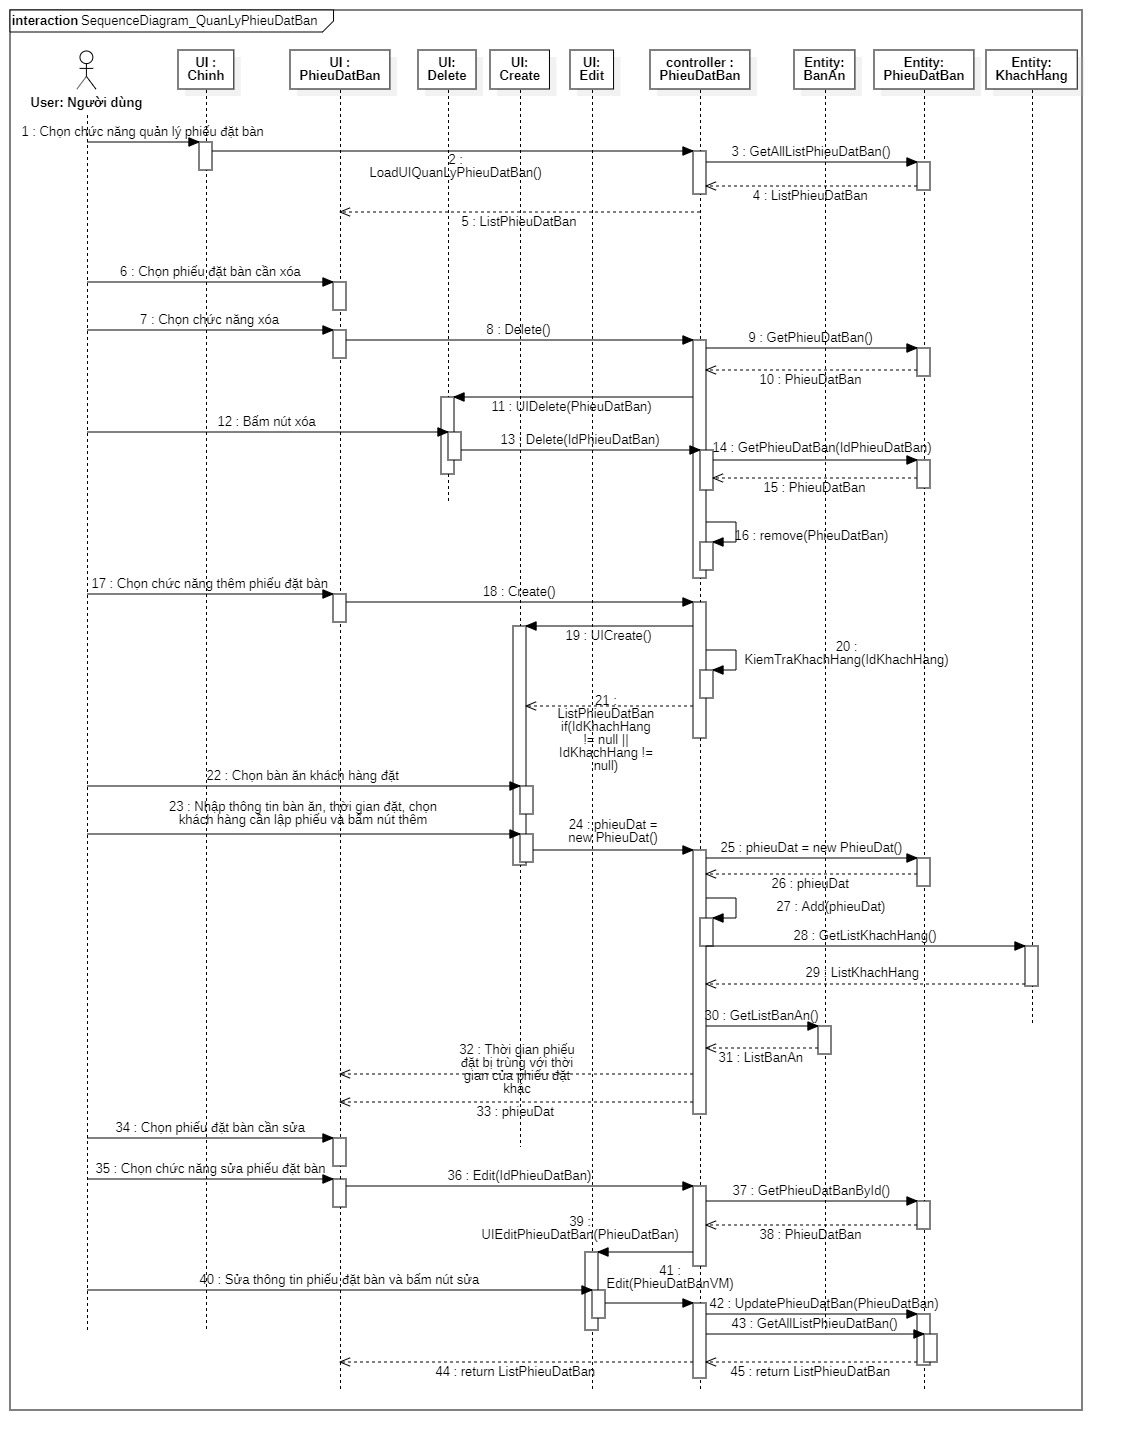 interaction SequenceDiagram_QuanLyPhieuDatBan
User: Người dùng
UI :
Chinh
UI :
PhieuDatBan
UI:
Delete
UI:
Create
UI:
Edit
controller :
PhieuDatBan
Entity:
BanAn
Entity:
PhieuDatBan
Entity:
KhachHang
1 : Chọn chức năng quản lý phiếu đặt bàn
2 :
LoadUIQuanLyPhieuDatBan()
3 : GetAllListPhieuDatBan()
4 : ListPhieuDatBan
5 : ListPhieuDatBan
6 : Chọn phiếu đặt bàn cần xóa
7 : Chọn chức năng xóa
8 : Delete()
9 : GetPhieuDatBan()
10 : PhieuDatBan
11 : UIDelete(PhieuDatBan)
12 : Bấm nút xóa
13 : Delete(IdPhieuDatBan)
14 : GetPhieuDatBan(IdPhieuDatBan)
15 : PhieuDatBan
16 : remove(PhieuDatBan)
17 : Chọn chức năng thêm phiếu đặt bàn
18 : Create()
19 : UICreate()
20 :
KiemTraKhachHang(IdKhachHang)
21 :
ListPhieuDatBan
if(IdKhachHang
!= null ||
IdKhachHang !=
null)
22 : Chọn bàn ăn khách hàng đặt
23 : Nhập thông tin bàn ăn, thời gian đặt, chọn
khách hàng cần lập phiếu và bấm nút thêm
24 : phieuDat =
new PhieuDat()
25 : phieuDat = new PhieuDat()
26 : phieuDat
27 : Add(phieuDat)
28 : GetListKhachHang()
29 : ListKhachHang
30 : GetListBanAn()
31 : ListBanAn
32 : Thời gian phiếu
đặt bị trùng với thời
gian của phiếu đặt
khác
33 : phieuDat
34 : Chọn phiếu đặt bàn cần sửa
35 : Chọn chức năng sửa phiếu đặt bàn
36 : Edit(IdPhieuDatBan)
37 : GetPhieuDatBanById()
38 : PhieuDatBan
39 :
UIEditPhieuDatBan(PhieuDatBan)
40 : Sửa thông tin phiếu đặt bàn và bấm nút sửa
41 :
Edit(PhieuDatBanVM)
42 : UpdatePhieuDatBan(PhieuDatBan)
43 : GetAllListPhieuDatBan()
44 : return ListPhieuDatBan
45 : return ListPhieuDatBan